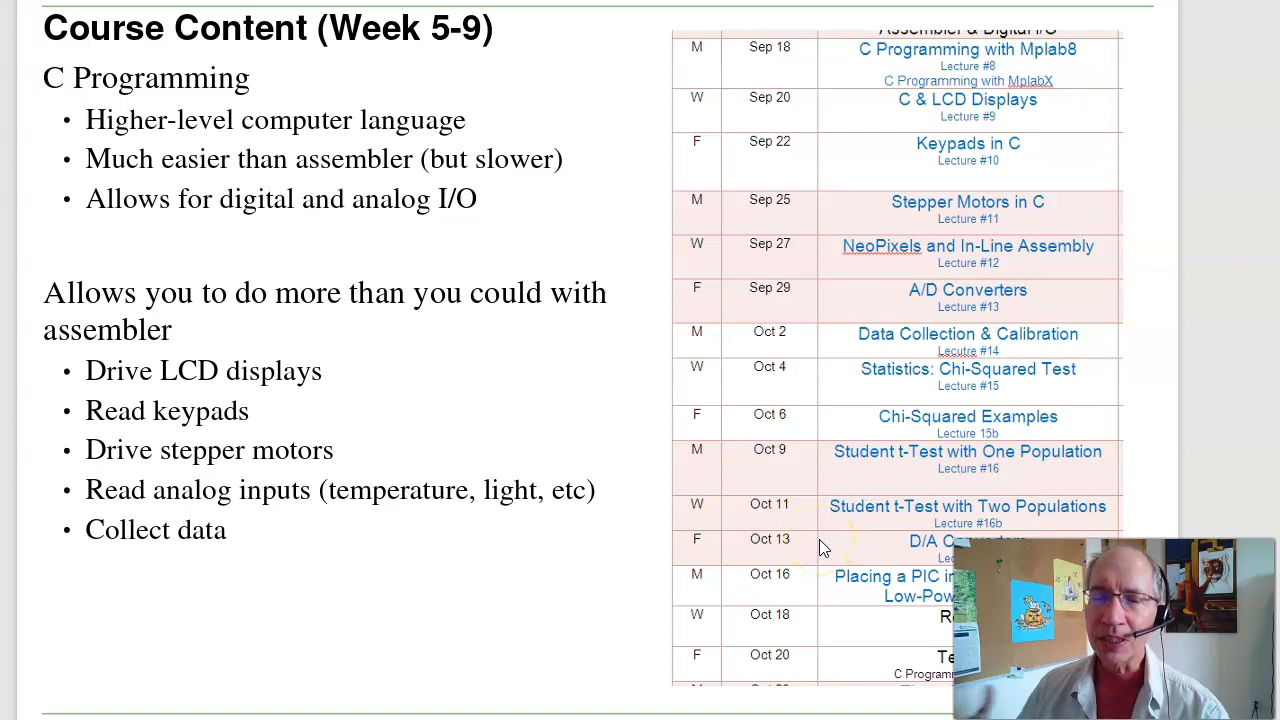 Course Content (Week 5-9)
C Programming
• Higher-level computer language
• Much easier than assembler (but slower)
• Allows for digital and analog I/O
Allows you to do more than you could with
assembler
• Drive LCD displays
• Read keypads
• Drive stepper motors
• Read analog inputs (temperature, light, etc)
• Collect data
Assembler & Digital I/O
M Sep 18 C Programming with Mplab8
Lecture #8
C Programming with MplabX
W Sep 20 C & LCD Displays
Lecture #9
F Sep 22 Keypads in C
Lecture #10
M Sep 25 Stepper Motors in C
Lecture #11
W Sep 27 NeoPixels and In-Line Assembly
Lecture #12
F Sep 29 A/D Converters
Lecture #13
M Oct 2 Data Collection & Calibration
Lecutre #14
W Oct 4 Statistics: Chi-Squared Test
Lecture #15
F Oct 6 Chi-Squared Examples
Lecture 15b
M Oct 9 Student t-Test with One Population
Lecture #16
W Oct 11 Student t-Test with Two Populations
Lecture #16b
F Oct 13 D/A
M Oct 16 Placing a PIC
W Oct 18
F Oct 20